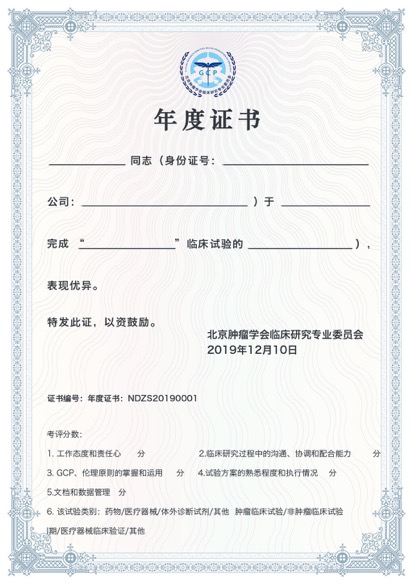 GCP
年度证书
同志（身份证号：
公司： ）于
完成 “ ”临床试验的 ），
表现优异。
特发此证，以资鼓励。
北京肿瘤学会临床研究专业委员会
2019年12月10日
证书编号：年度证书：NDZS20190001
考评分数：
1. 工作态度和责任心 分 2.临床研究过程中的沟通、协调和配合能力 分
3. GCP、伦理原则的掌握和运用 分 4.试验方案的熟悉程度和执行情况 分
5.文档和数据管理 分
6. 该试验类别：药物/医疗器械/体外诊断试剂/其他 肿瘤临床试验/非肿瘤临床试验
I期/医疗器械临床验证/其他